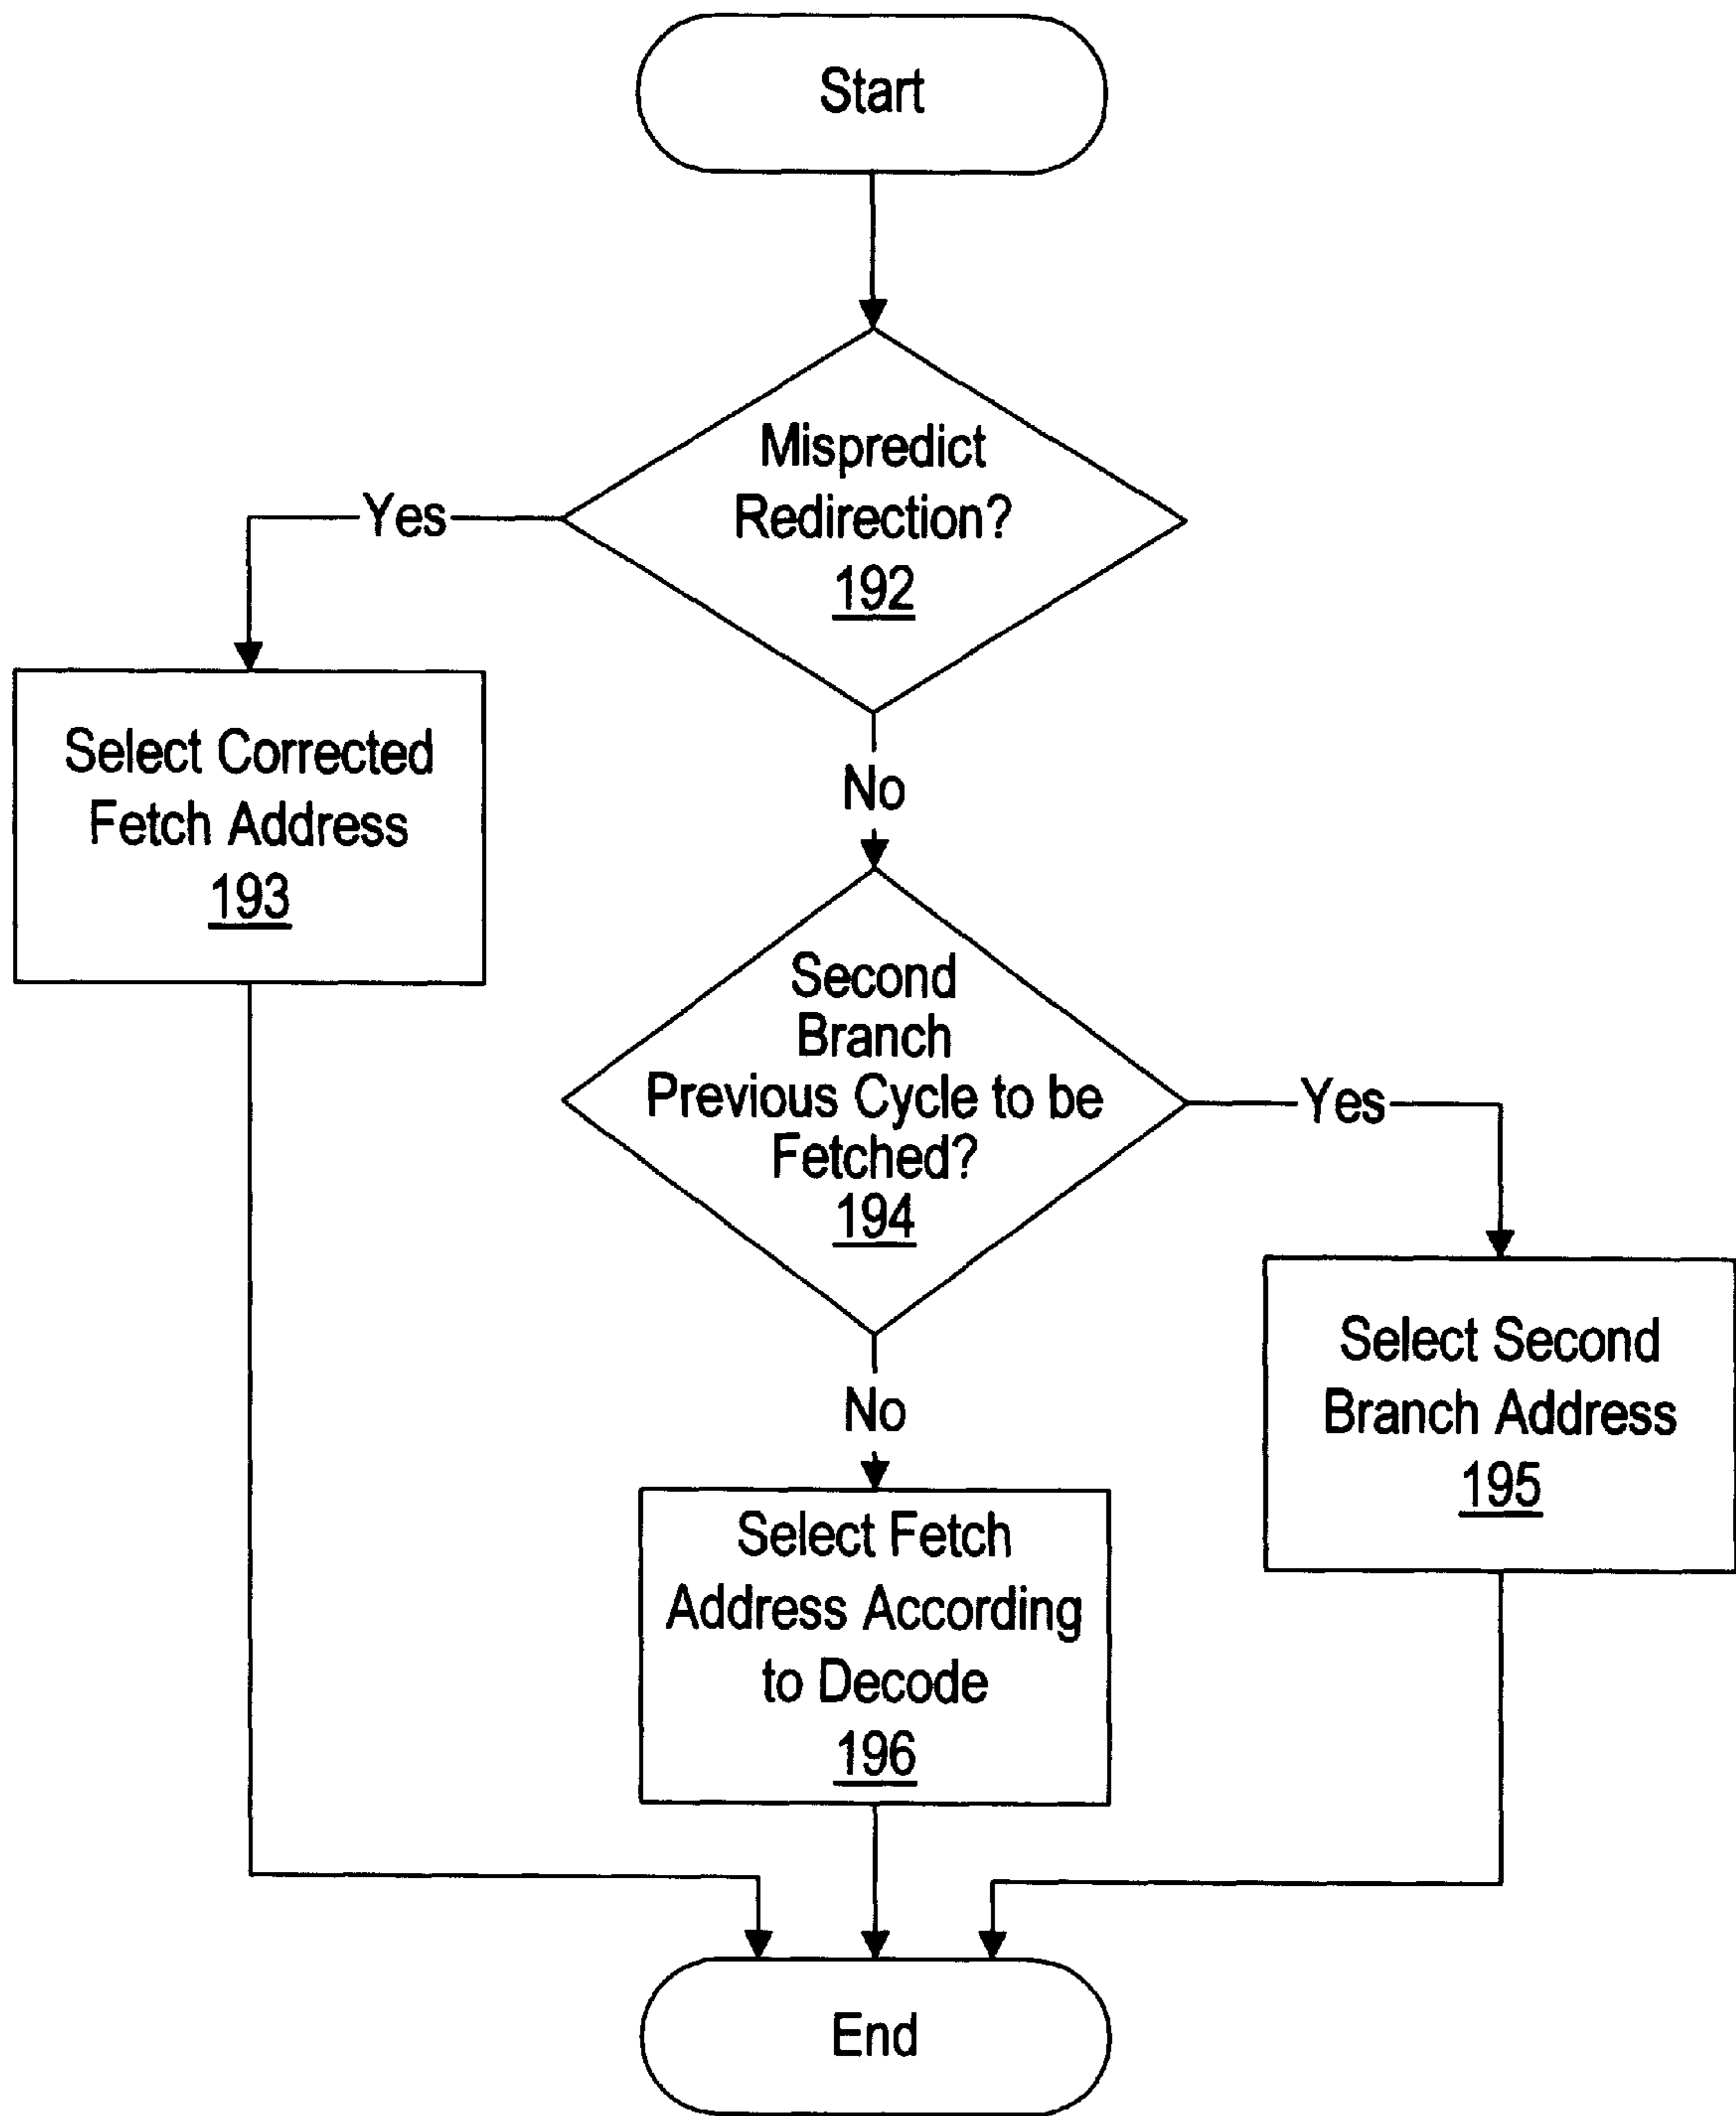 Start
Mispredict
Redirection?
192
Yes
No
Select Corrected
Fetch Address
193
Second
Branch
Previous Cycle to be
Fetched?
194
Yes
No
Select Second
Branch Address
195
Select Fetch
Address According
to Decode
196
End